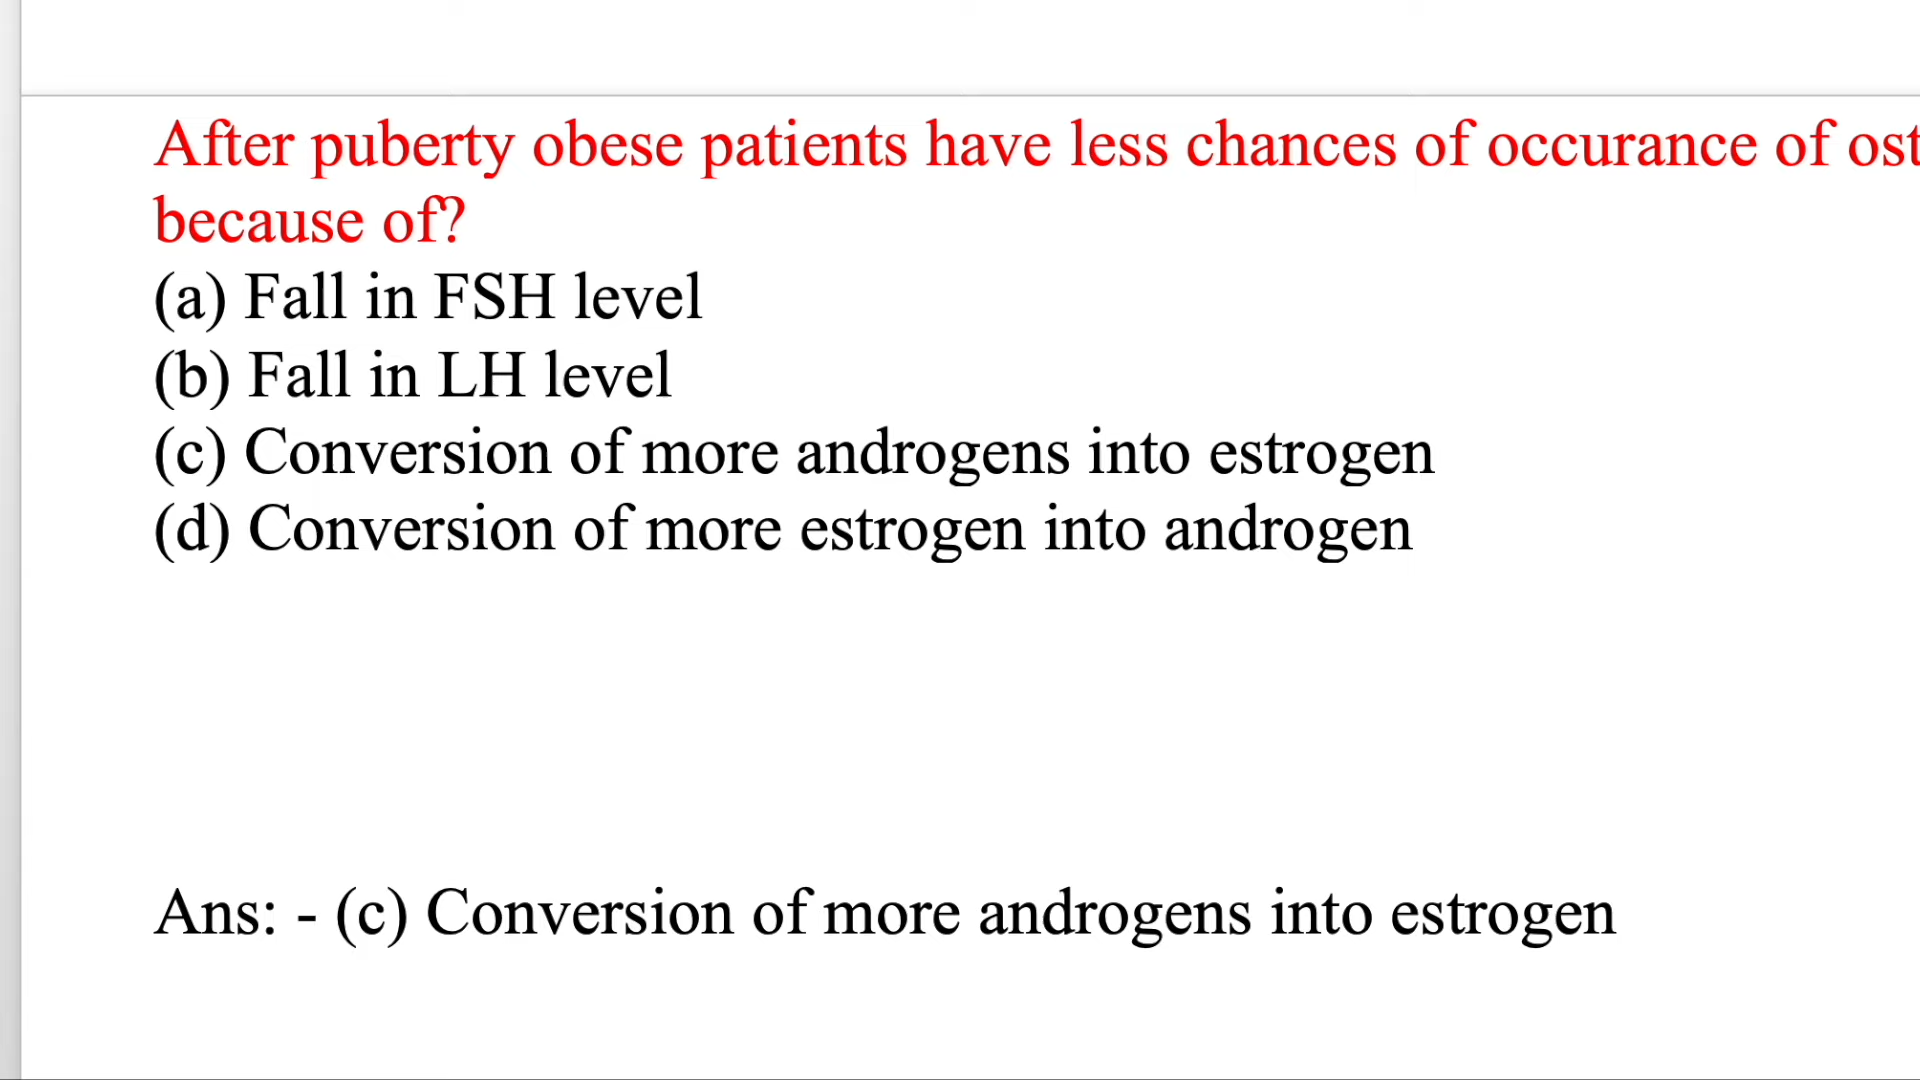 After puberty obese patients have less chances of occurance of
because of?
(a) Fall in FSH level
(b) Fall in LH level
(c) Conversion of more androgens into estrogen
(d) Conversion of more estrogen into androgen
Ans: - (c) Conversion of more androgens into estrogen